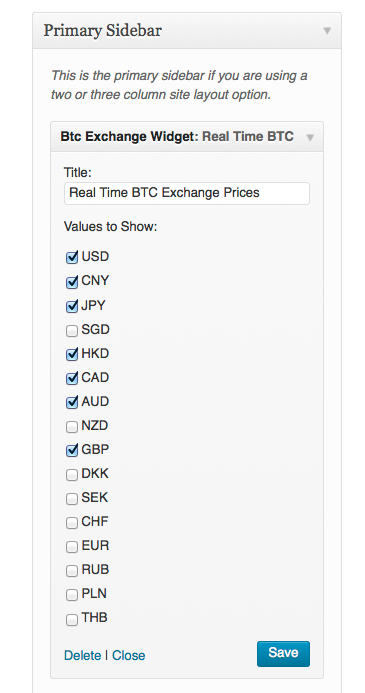 Primary Sidebar
This is the primary sidebar if you are using a
two or three column site layout option.
Btc Exchange Widget: Real Time BTC
Title:
Real Time BTC Exchange Prices
Values to Show:
USD
CNY
JPY
SGD
HKD
CAD
AUD
NZD
GBP
DKK
SEK
CHF
EUR
RUB
PLN
THB
Delete | Close
Save